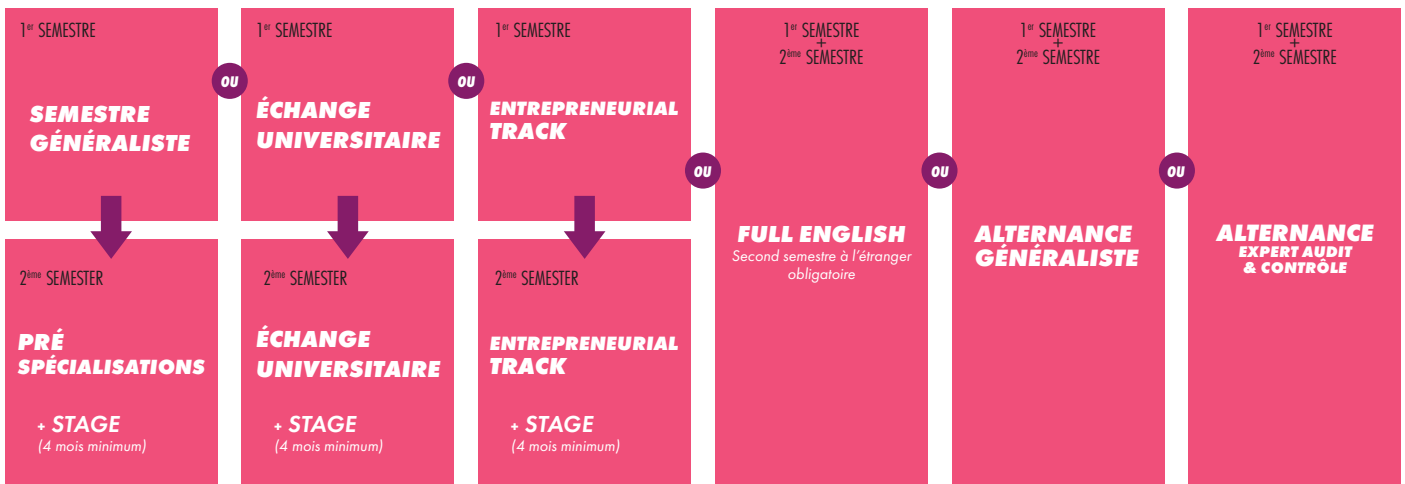 1er SEMESTRE
SEMESTRE
GÉNÉRALISTE
2ème SEMESTER
PRÉ
SPÉCIALISATIONS
+ STAGE
(4 mois minimum)
OU
1er SEMESTRE
ÉCHANGE
UNIVERSITAIRE
2ème SEMESTER
ÉCHANGE
UNIVERSITAIRE
+ STAGE
(4 mois minimum)
OU
1er SEMESTRE
ENTREPRENEURIAL
TRACK
2ème SEMESTER
ENTREPRENEURIAL
TRACK
+ STAGE
(4 mois minimum)
OU
1er SEMESTRE
+
2ème SEMESTRE
FULL ENGLISH
Second semestre à l'étranger
obligatoire
OU
1er SEMESTRE
+
2ème SEMESTRE
ALTERNANCE
GÉNÉRALISTE
OU
1er SEMESTRE
+
2ème SEMESTRE
ALTERNANCE
EXPERT AUDIT
& CONTRÔLE